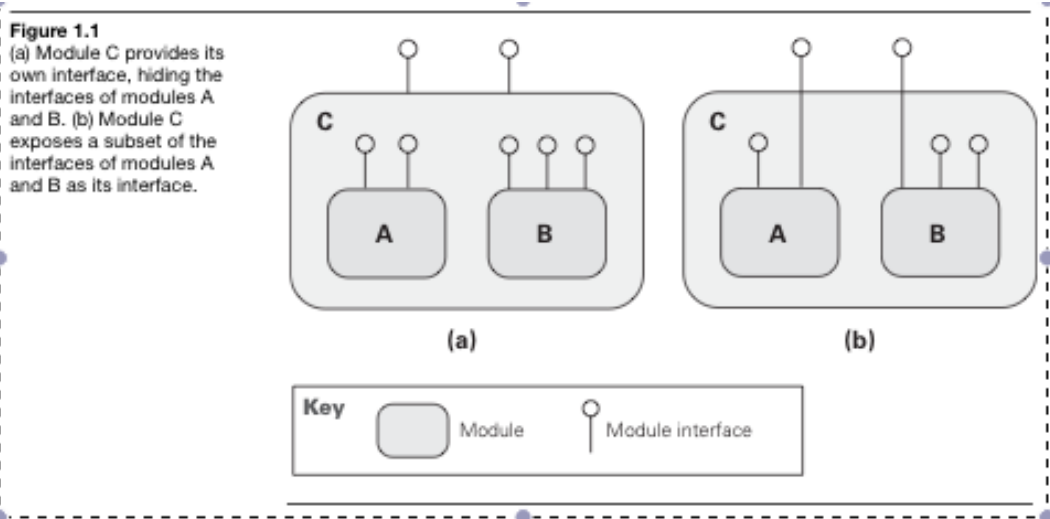 Figure 1.1
(a) Module C provides its
own interface, hiding the
interfaces of modules A
and B. (b) Module C
exposes a subset of the
interfaces of modules A
and B as its interface.
C
A
B
(a)
C
A
B
(b)
Key
Module
Module interface